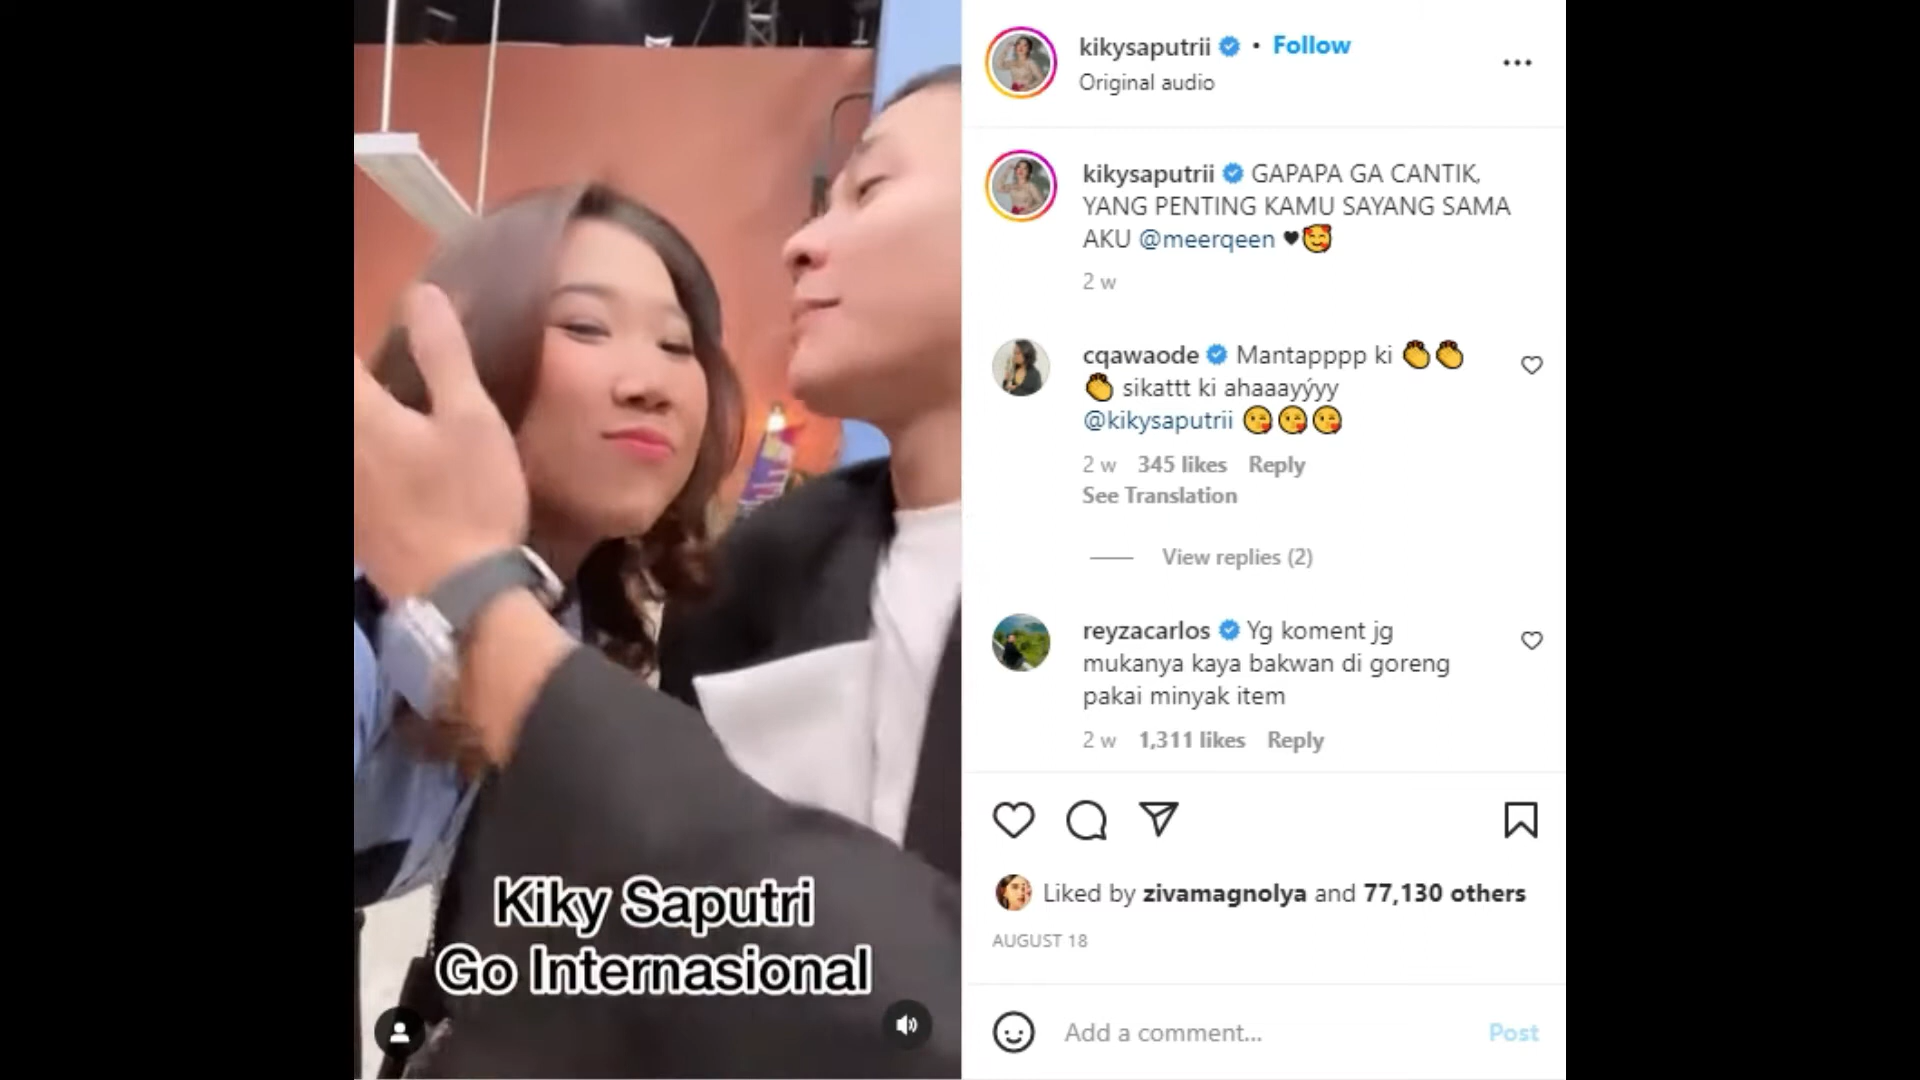 Kiky Saputri
Go Internasional
kikysaputrii • Follow
Original audio
kikysaputrii GAPAPA GA CANTIK,
YANG PENTING KAMU SAYANG SAMA
AKU @meerqeen 🖤🥰
2 w
cqawaode Mantapppp ki 👏👏
👏 sikattt ki ahaaayýyy
@kikysaputrii 😘😘😘
2 w 345 likes Reply
See Translation
View replies (2)
reyzacarlos Yg koment jg
mukanya kaya bakwan di goreng
pakai minyak item
2 w 1,311 likes Reply
Liked by zivamagnolya and 77,130 others
AUGUST 18
Add a comment... Post